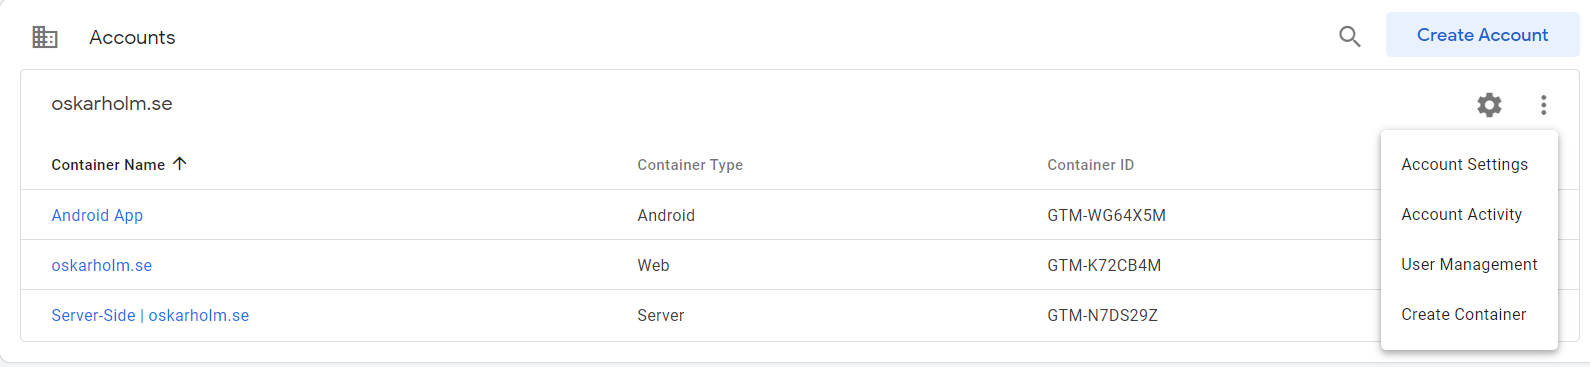 Accounts
Create Account
oskarholm.se
Container Name Container Type Container ID
Android App Android GTM-WG64X5M
oskarholm.se Web GTM-K72CB4M
Server-Side | oskarholm.se Server GTM-N7DS29Z
Account Settings
Account Activity
User Management
Create Container